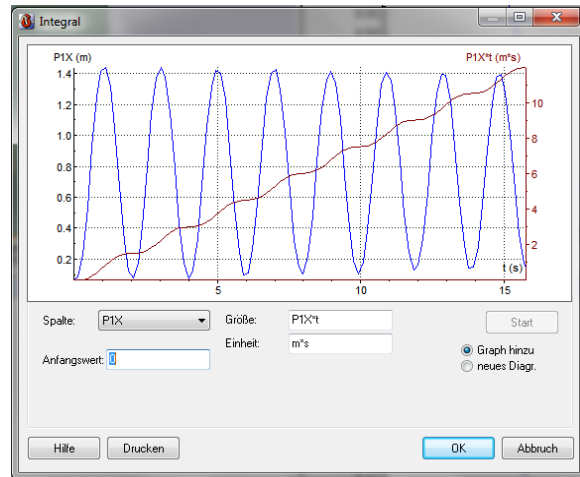 Integral
P1X (m)
P1X*t (m*s)
1.4
1.2
1.0
0.8
0.6
0.4
0.2
10
8
6
4
2
t (s)
5
10
15
Spalte:
P1X
Größe:
P1X*t
Start
Einheit:
m*s
Anfangswert:
0
Graph hinzu
neues Diagr.
Hilfe
Drucken
OK
Abbruch